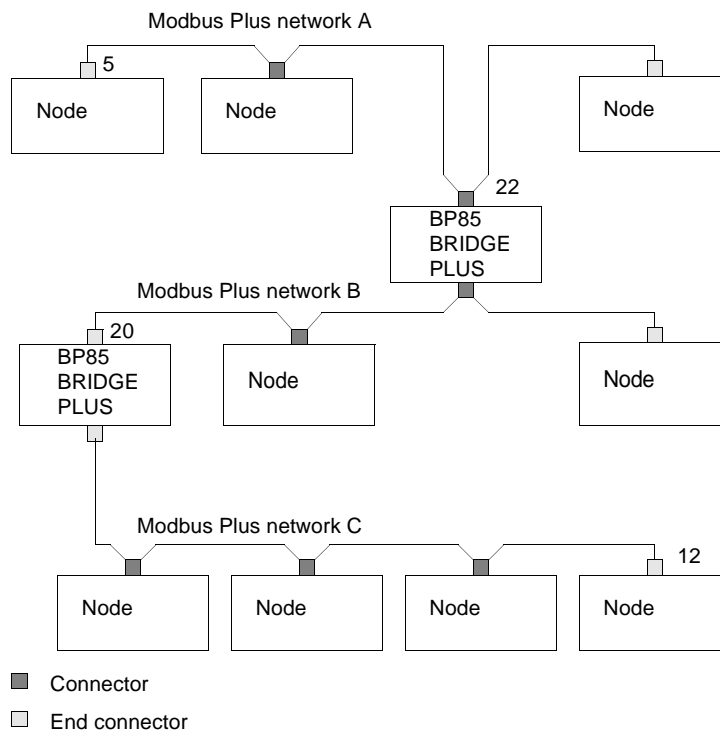 Modbus Plus network A
5
Node
Node
Node
22
BP85
BRIDGE
PLUS
Modbus Plus network B
20
BP85
BRIDGE
PLUS
Node
Node
Modbus Plus network C
12
Node
Node
Node
Node
Connector
End connector